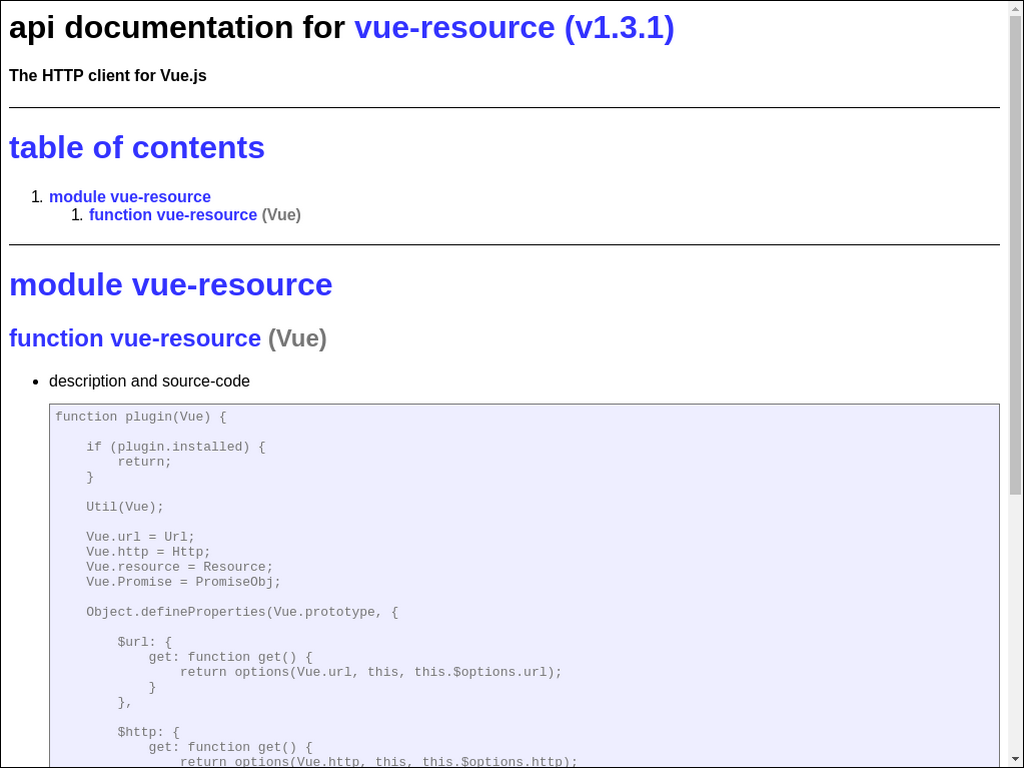 api documentation for vue-resource (v1.3.1)
The HTTP client for Vue.js
table of contents
1. module vue-resource
1. function vue-resource (Vue)
module vue-resource
function vue-resource (Vue)
• description and source-code
function plugin(Vue) {
if (plugin.installed) {
return;
}
Util(Vue);
Vue.url = Url;
Vue.http = Http;
Vue.resource = Resource;
Vue.Promise = PromiseObj;
Object.defineProperties(Vue.prototype, {
$url: {
get: function get() {
return options(Vue.url, this, this.$options.url);
}
},
$http: {
get: function get() {
return options(Vue.http, this, this.$options.http);